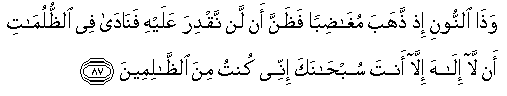 وَذَا ٱلنُّونِ إِذ ذَّهَبَ مُغَـٰضِبًا فَظَنَّ أَن لَّن نَّقْدِرَ عَلَيْهِ فَنَادَىٰ فِى ٱلظُّلُمَـٰتِ
أَن لَّآ إِلَـٰهَ إِلَّآ أَنتَ سُبْحَـٰنَكَ إِنِّى كُنتُ مِنَ ٱلظَّـٰلِمِينَ ﴿٨٧﴾